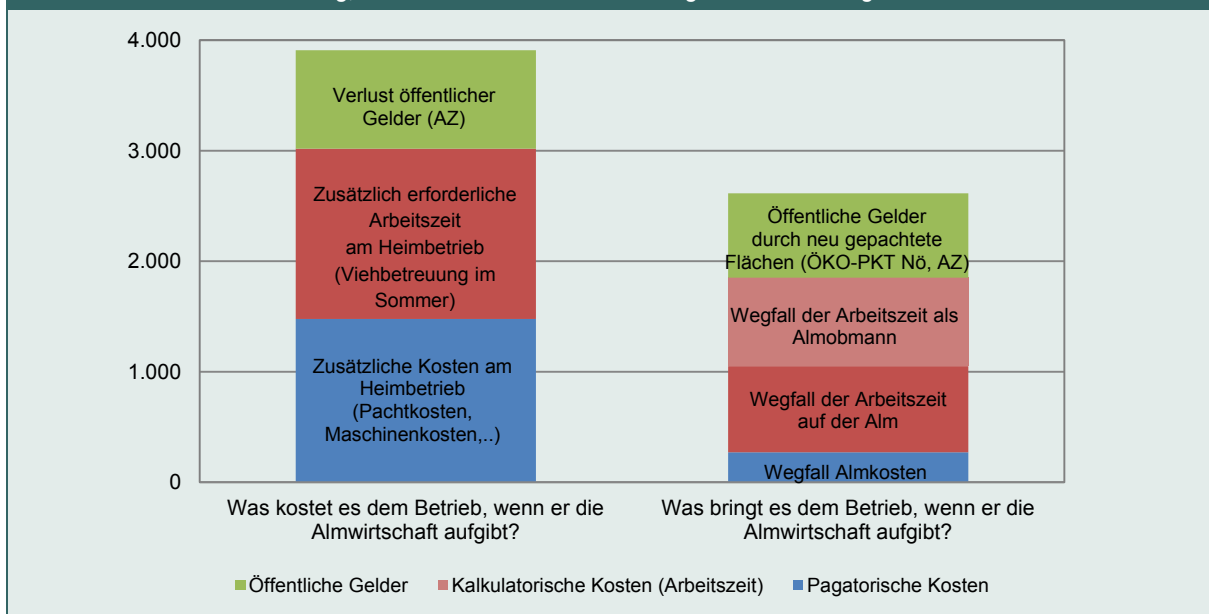 4.000
3.000
2.000
1.000
0
Verlust öffentlicher
Gelder (AZ)
Zusätzlich erforderliche
Arbeitszeit
am Heimbetrieb
(Viehbetreuung im
Sommer)
Zusätzliche Kosten am
Heimbetrieb
(Pachtkosten,
Maschinenkosten,..)
Öffentliche Gelder
durch neu gepachtete
Flächen (ÖKO-PKT Nö, AZ)
Wegfall der Arbeitszeit als
Almobmann
Wegfall der Arbeitszeit
auf der Alm
Wegfall Almkosten
Was kostet es dem Betrieb, wenn er die
Almwirtschaft aufgibt?
Was bringt es dem Betrieb, wenn er die
Almwirtschaft aufgibt?
Öffentliche Gelder
Kalkulatorische Kosten (Arbeitszeit)
Pagatorische Kosten